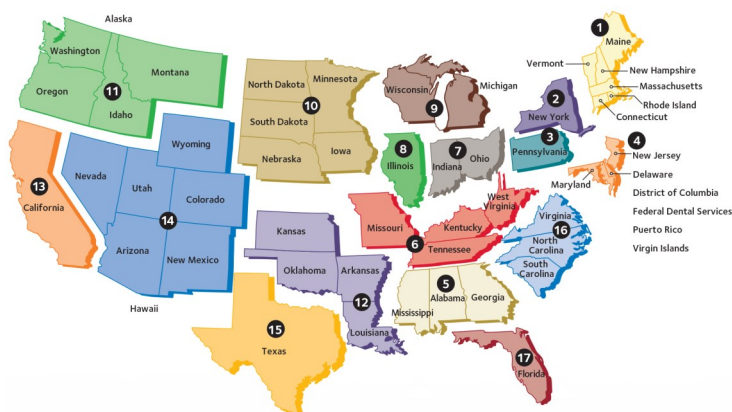 Alaska
Washington
Montana
Oregon
11
Idaho
Wyoming
Nevada
Utah
Colorado
14
Arizona
New Mexico
Hawaii
13
California
North Dakota
Minnesota
10
South Dakota
Nebraska
Iowa
Wisconsin
Michigan
9
8
Illinois
7
Indiana
Ohio
1
Maine
Vermont
New Hampshire
Massachusetts
Rhode Island
Connecticut
2
New York
3
Pennsylvania
4
New Jersey
Maryland
Delaware
District of Columbia
Federal Dental Services
Puerto Rico
Virgin Islands
West
Virginia
Missouri
Kentucky
6
Tennessee
Virginia
16
North
Carolina
South
Carolina
Kansas
Oklahoma
Arkansas
12
Louisiana
5
Mississippi
Alabama
Georgia
15
Texas
17
Florida